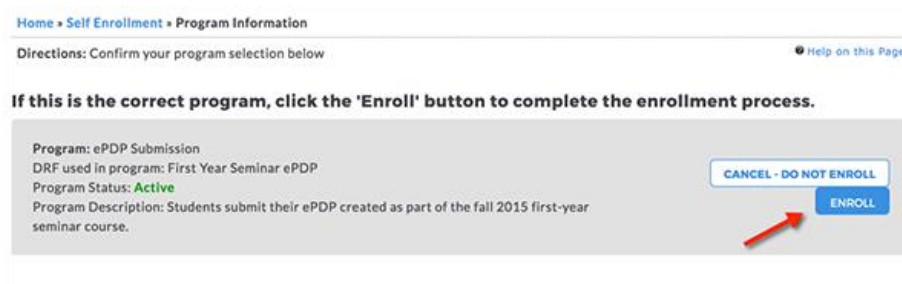 Home » Self Enrollment » Program Information
Directions: Confirm your program selection below
Help on this Page
If this is the correct program, click the 'Enroll' button to complete the enrollment process.
Program: ePDP Submission
DRF used in program: First Year Seminar ePDP
Program Status: Active
Program Description: Students submit their ePDP created as part of the fall 2015 first-year
seminar course.
CANCEL - DO NOT ENROLL
ENROLL